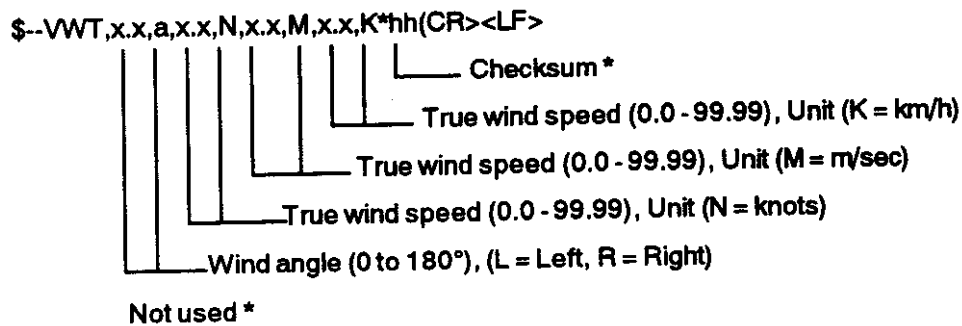 $--VWT,x.x,a,x.x,N,x.x,M,x.x,K*hh(CR><LF>
Checksum *
True wind speed (0.0 - 99.99), Unit (K = km/h)
True wind speed (0.0 - 99.99), Unit (M = m/sec)
True wind speed (0.0 - 99.99), Unit (N = knots)
Wind angle (0 to 180°), (L = Left, R = Right)
Not used *